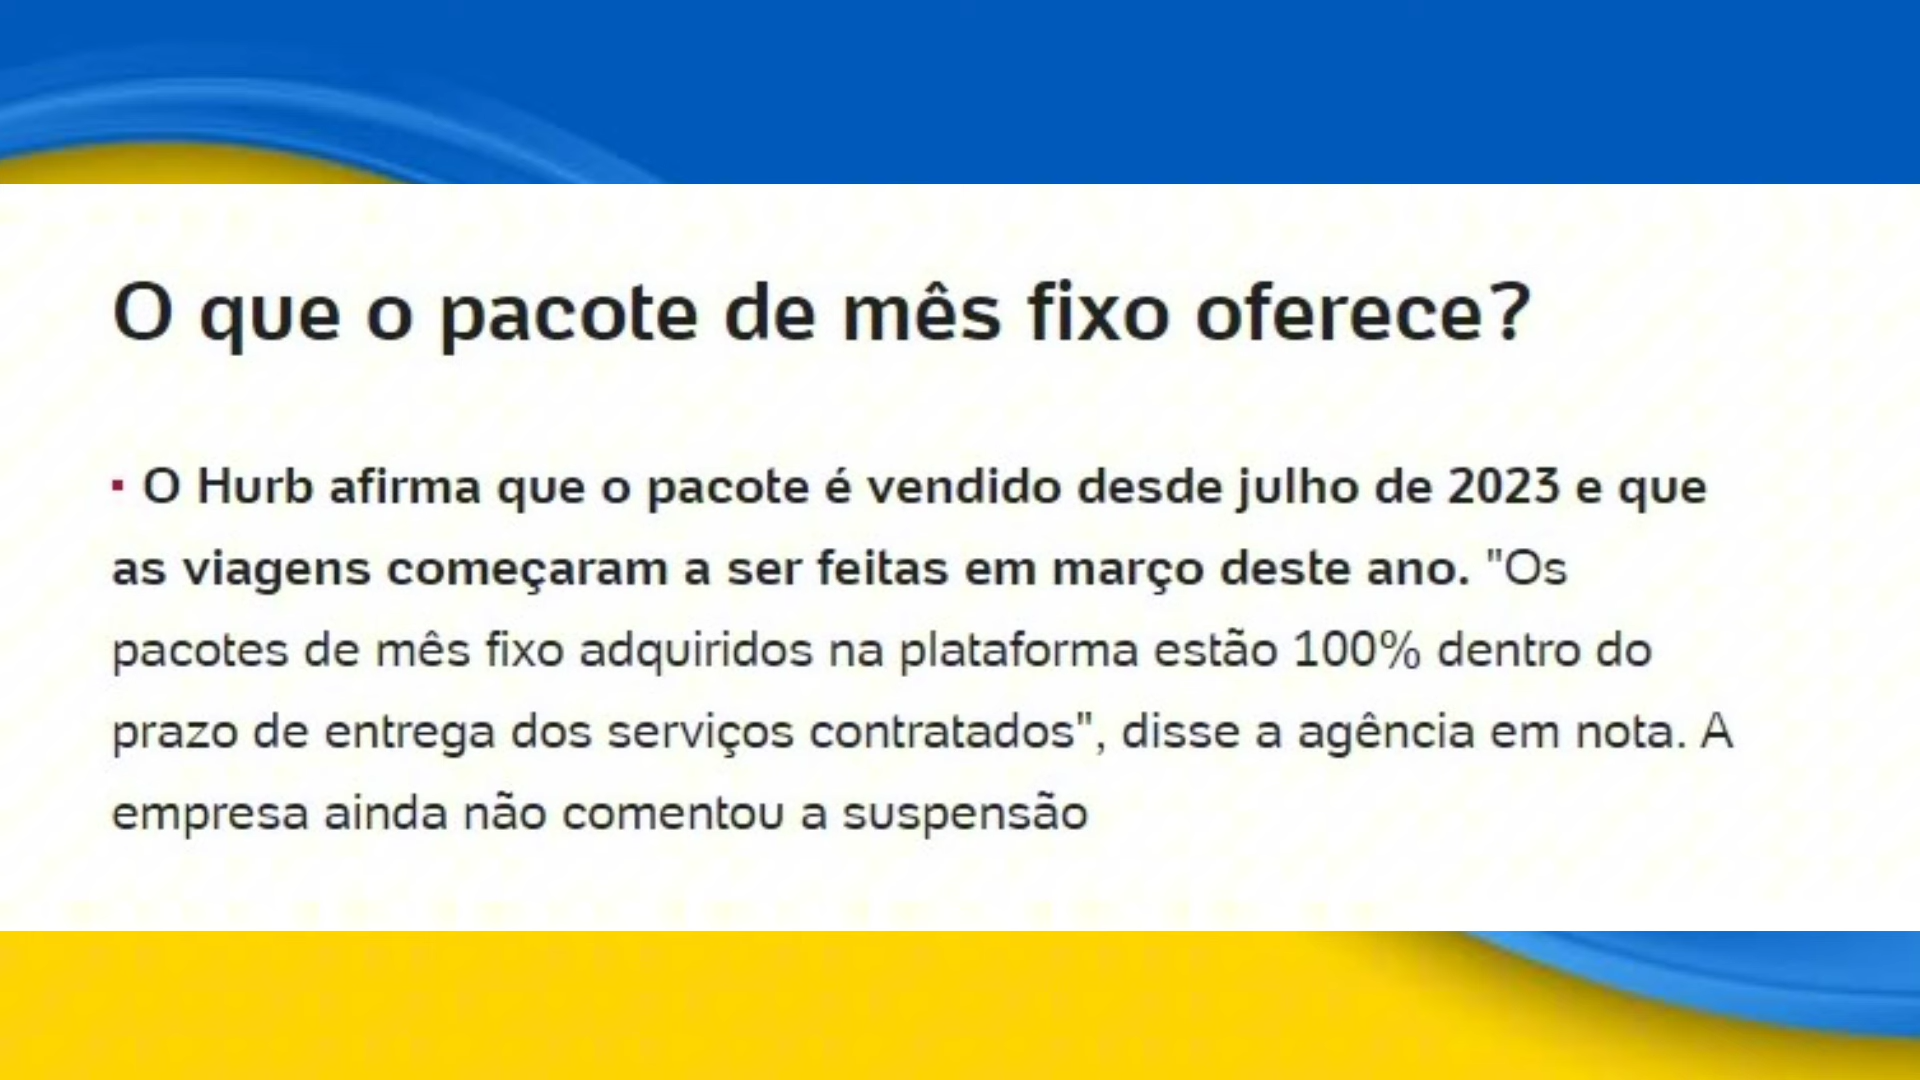 O que o pacote de mês fixo oferece?
▪ O Hurb afirma que o pacote é vendido desde julho de 2023 e que
as viagens começaram a ser feitas em março deste ano. "Os
pacotes de mês fixo adquiridos na plataforma estão 100% dentro do
prazo de entrega dos serviços contratados", disse a agência em nota. A
empresa ainda não comentou a suspensão